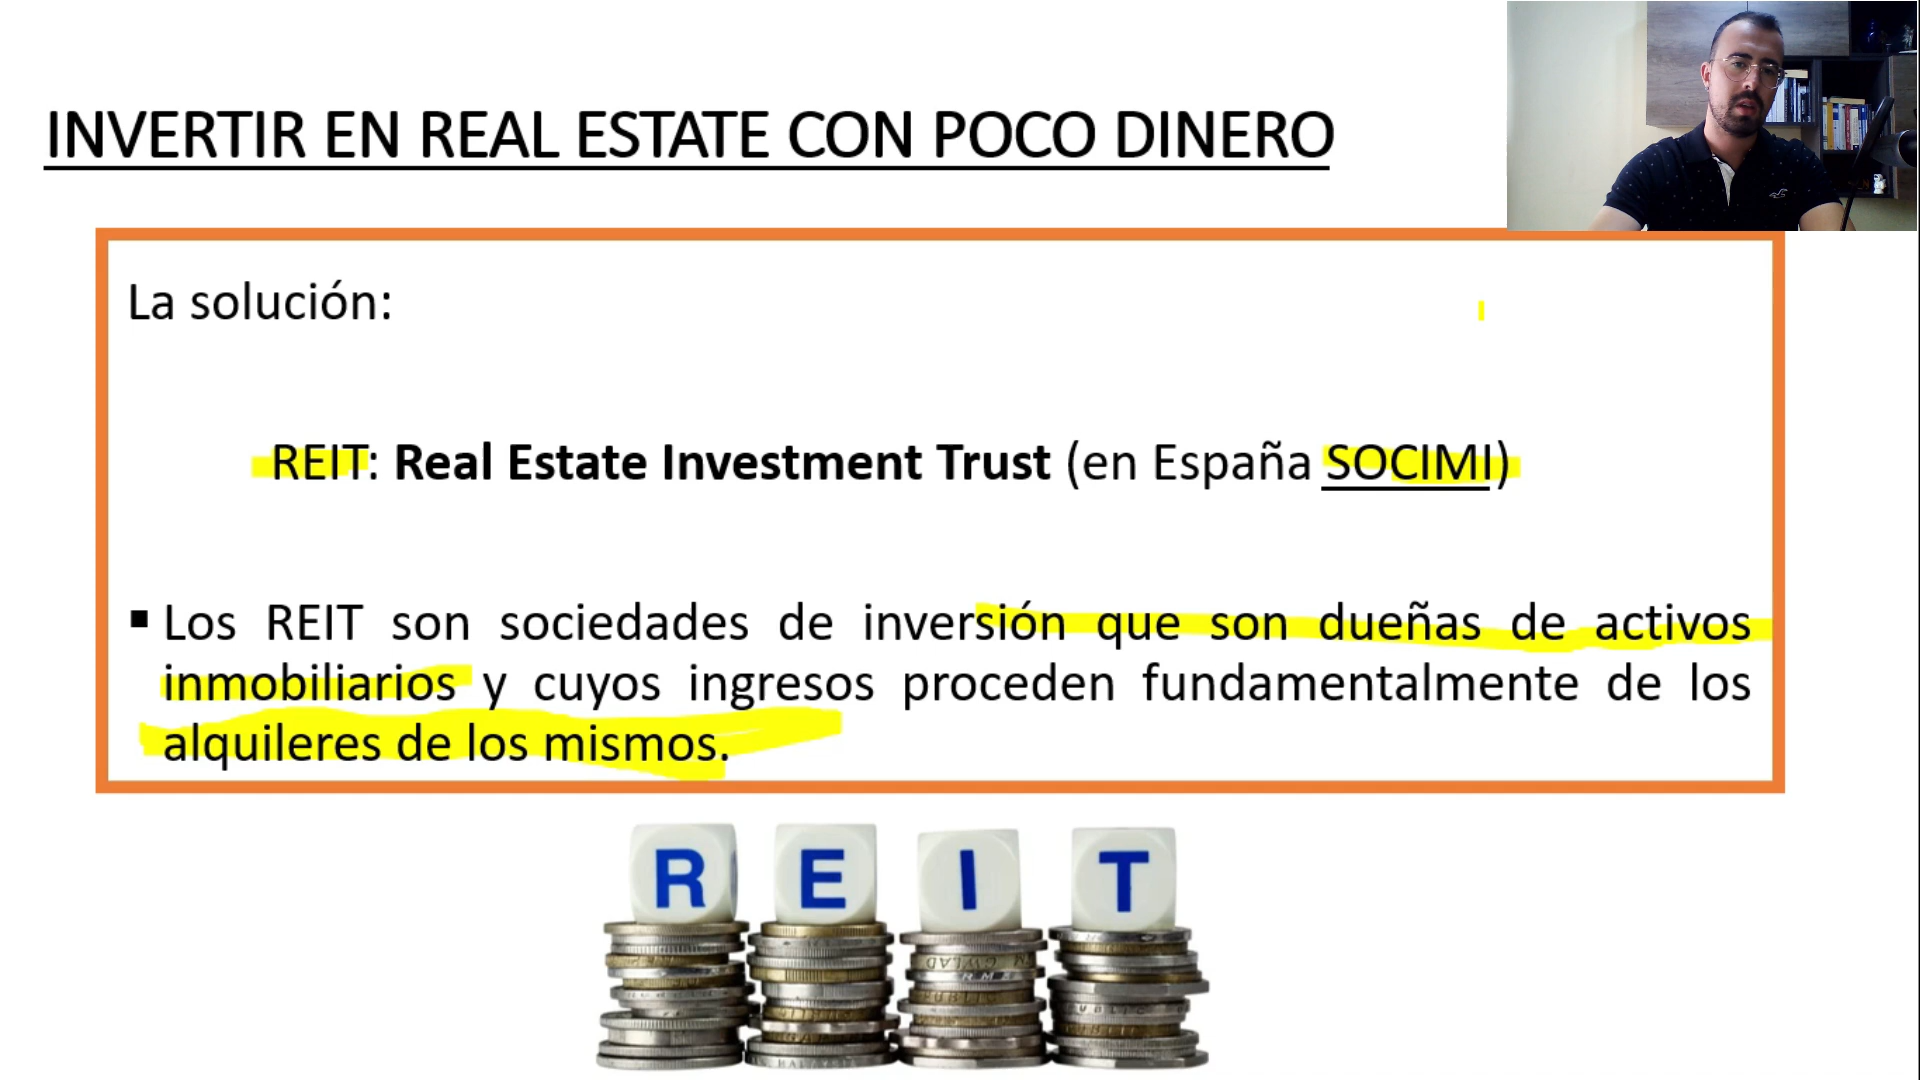 INVERTIR EN REAL ESTATE CON POCO DINERO
La solución:
REIT: Real Estate Investment Trust (en España SOCIMI)
▪ Los REIT son sociedades de inversión que son dueñas de activos
inmobiliarios y cuyos ingresos proceden fundamentalmente de los
alquileres de los mismos.
R E I T